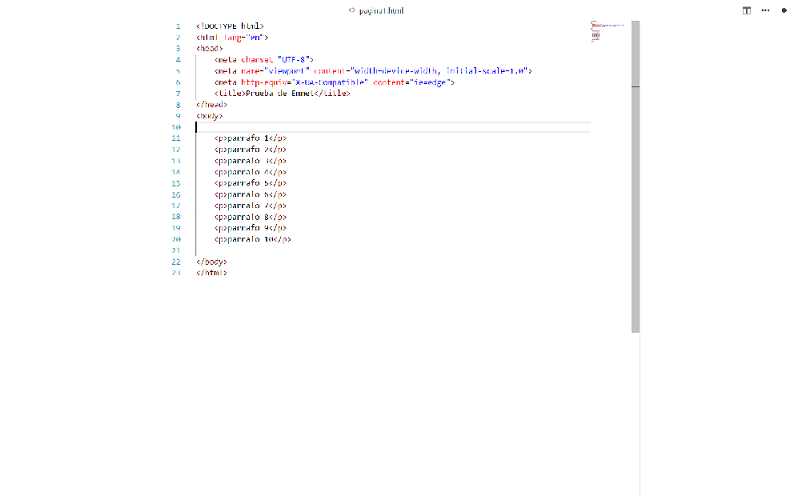 pagina1.html
1 <!DOCTYPE html>
2 <html lang="en">
3 <head>
4 <meta charset="UTF-8">
5 <meta name="viewport" content="width=device-width, initial-scale=1.0">
6 <meta http-equiv="X-UA-Compatible" content="ie=edge">
7 <title>Prueba de Emmet</title>
8 </head>
9 <body>
10
11 <p>parrafo 1</p>
12 <p>parrafo 2</p>
13 <p>parrafo 3</p>
14 <p>parrafo 4</p>
15 <p>parrafo 5</p>
16 <p>parrafo 6</p>
17 <p>parrafo 7</p>
18 <p>parrafo 8</p>
19 <p>parrafo 9</p>
20 <p>parrafo 10</p>
21
22 </body>
23 </html>